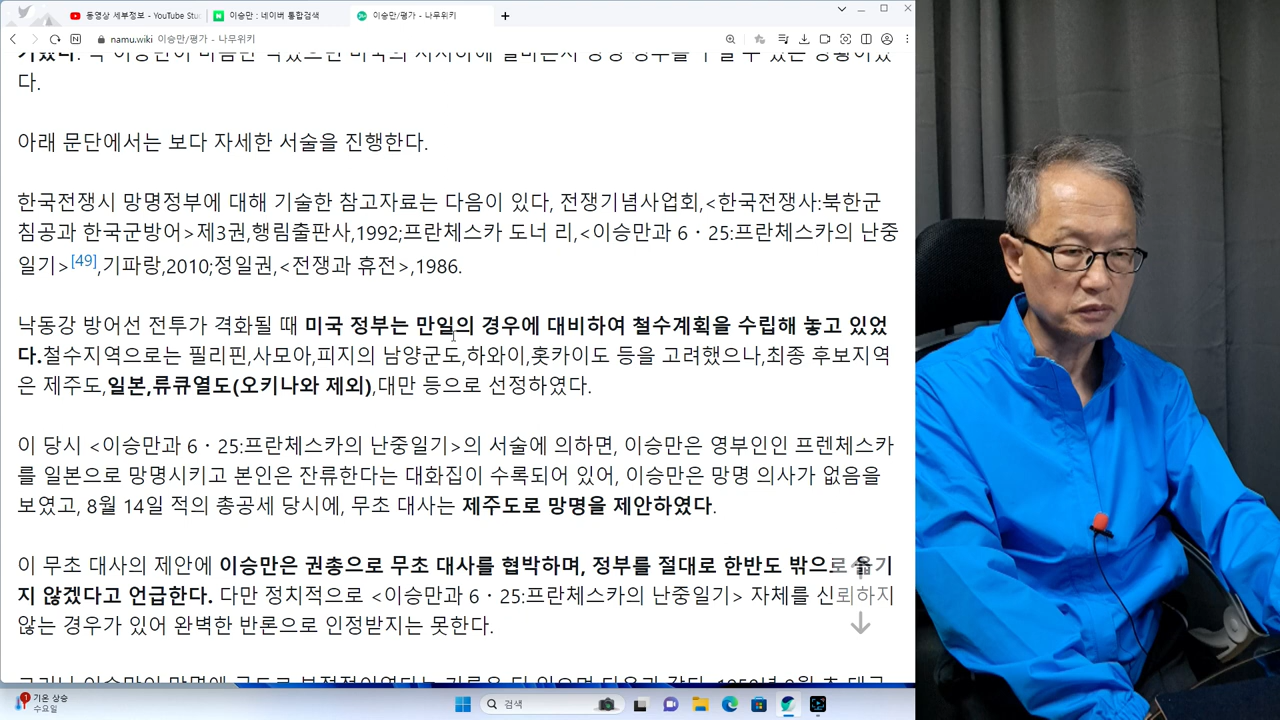 동영상 세부정보 - YouTube Stu
이승만 : 네이버 통합검색
이승만/평가 - 나무위키
namu.wiki 이승만/평가 - 나무위키
다.
아래 문단에서는 보다 자세한 서술을 진행한다.
한국전쟁시 망명정부에 대해 기술한 참고자료는 다음이 있다, 전쟁기념사업회,<한국전쟁사:북한군
침공과 한국군방어>제3권,행림출판사,1992;프란체스카 도너 리,<이승만과 6・25:프란체스카의 난중
일기>[49],기파랑,2010;정일권,<전쟁과 휴전>,1986.
낙동강 방어선 전투가 격화될 때 미국 정부는 만일의 경우에 대비하여 철수계획을 수립해 놓고 있었
다.철수지역으로는 필리핀,사모아,피지의 남양군도,하와이,홋카이도 등을 고려했으나,최종 후보지역
은 제주도,일본,류큐열도(오키나와 제외),대만 등으로 선정하였다.
이 당시 <이승만과 6・25:프란체스카의 난중일기>의 서술에 의하면, 이승만은 영부인인 프렌체스카
를 일본으로 망명시키고 본인은 잔류한다는 대화집이 수록되어 있어, 이승만은 망명 의사가 없음을
보였고, 8월 14일 적의 총공세 당시에, 무초 대사는 제주도로 망명을 제안하였다.
이 무초 대사의 제안에 이승만은 권총으로 무초 대사를 협박하며, 정부를 절대로 한반도 밖으로 옮기
지 않겠다고 언급한다. 다만 정치적으로 <이승만과 6・25:프란체스카의 난중일기> 자체를 신뢰하지
않는 경우가 있어 완벽한 반론으로 인정받지는 못한다.
1
기온 상승
수요일
검색